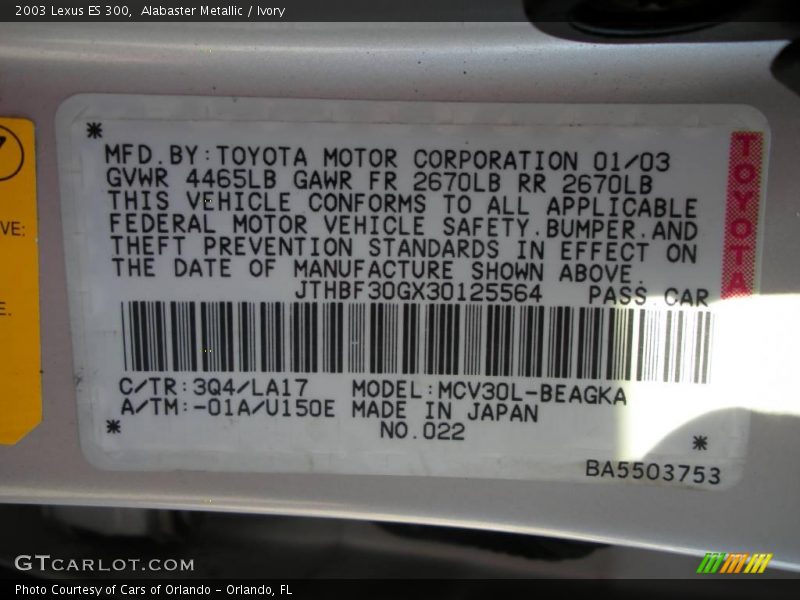 2003 Lexus ES 300, Alabaster Metallic / Ivory
VE:
E.
*
MFD.BY:TOYOTA MOTOR CORPORATION 01/03
GVWR 4465LB GAWR FR 2670LB RR 2670LB
THIS VEHICLE CONFORMS TO ALL APPLICABLE
FEDERAL MOTOR VEHICLE SAFETY.BUMPER.AND
THEFT PREVENTION STANDARDS IN EFFECT ON
THE DATE OF MANUFACTURE SHOWN ABOVE.
JTHBF30GX30125564 PASS CAR
TOYOTA
C/TR:3Q4/LA17 MODEL:MCV30L-BEAGKA
A/TM:-01A/U150E MADE IN JAPAN
* NO.022 *
BA5503753
GTCARLOT.COM
Photo Courtesy of Cars of Orlando - Orlando, FL